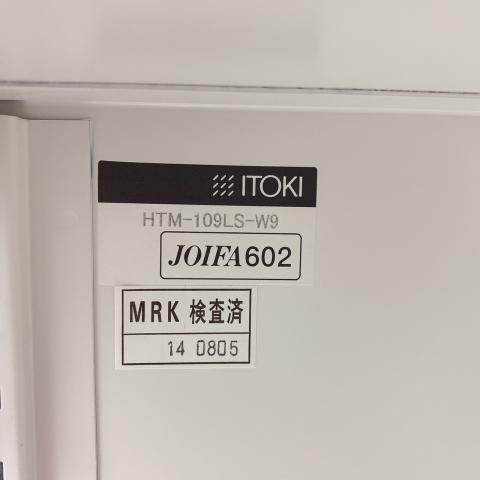 ITOKI
HTM-109LS-W9
JOIFA602
MRK 検査済
14 0805